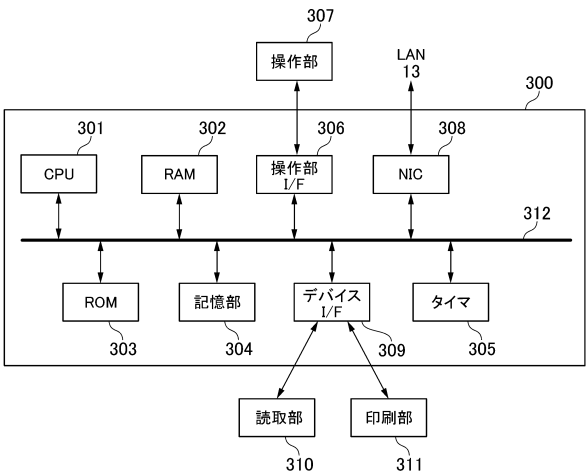 307
操作部
LAN
13
300
301
302
306
308
CPU
RAM
操作部
I/F
NIC
312
ROM
記憶部
デバイス
I/F
タイマ
303
304
309
305
読取部
印刷部
310
311